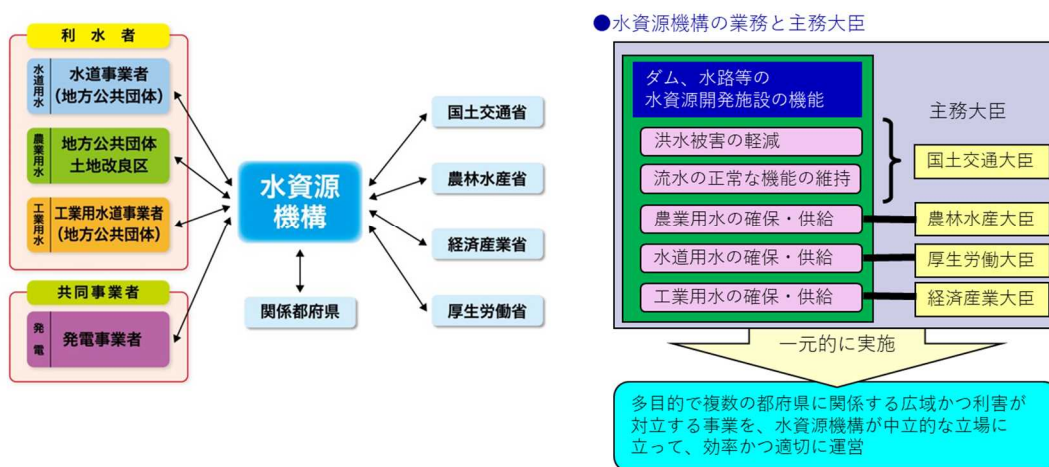 利 水 者
水道用水
水道事業者
(地方公共団体)
農業用水
地方公共団体
土地改良区
工業用水
工業用水道事業者
(地方公共団体)
共同事業者
発 電
発電事業者
水資源
機構
関係都府県
国土交通省
農林水産省
経済産業省
厚生労働省
●水資源機構の業務と主務大臣
ダム、水路等の
水資源開発施設の機能
主務大臣
洪水被害の軽減
流水の正常な機能の維持
国土交通大臣
農業用水の確保・供給
農林水産大臣
水道用水の確保・供給
厚生労働大臣
工業用水の確保・供給
経済産業大臣
一元的に実施
多目的で複数の都府県に関係する広域かつ利害が
対立する事業を、水資源機構が中立的な立場に
立って、効率かつ適切に運営